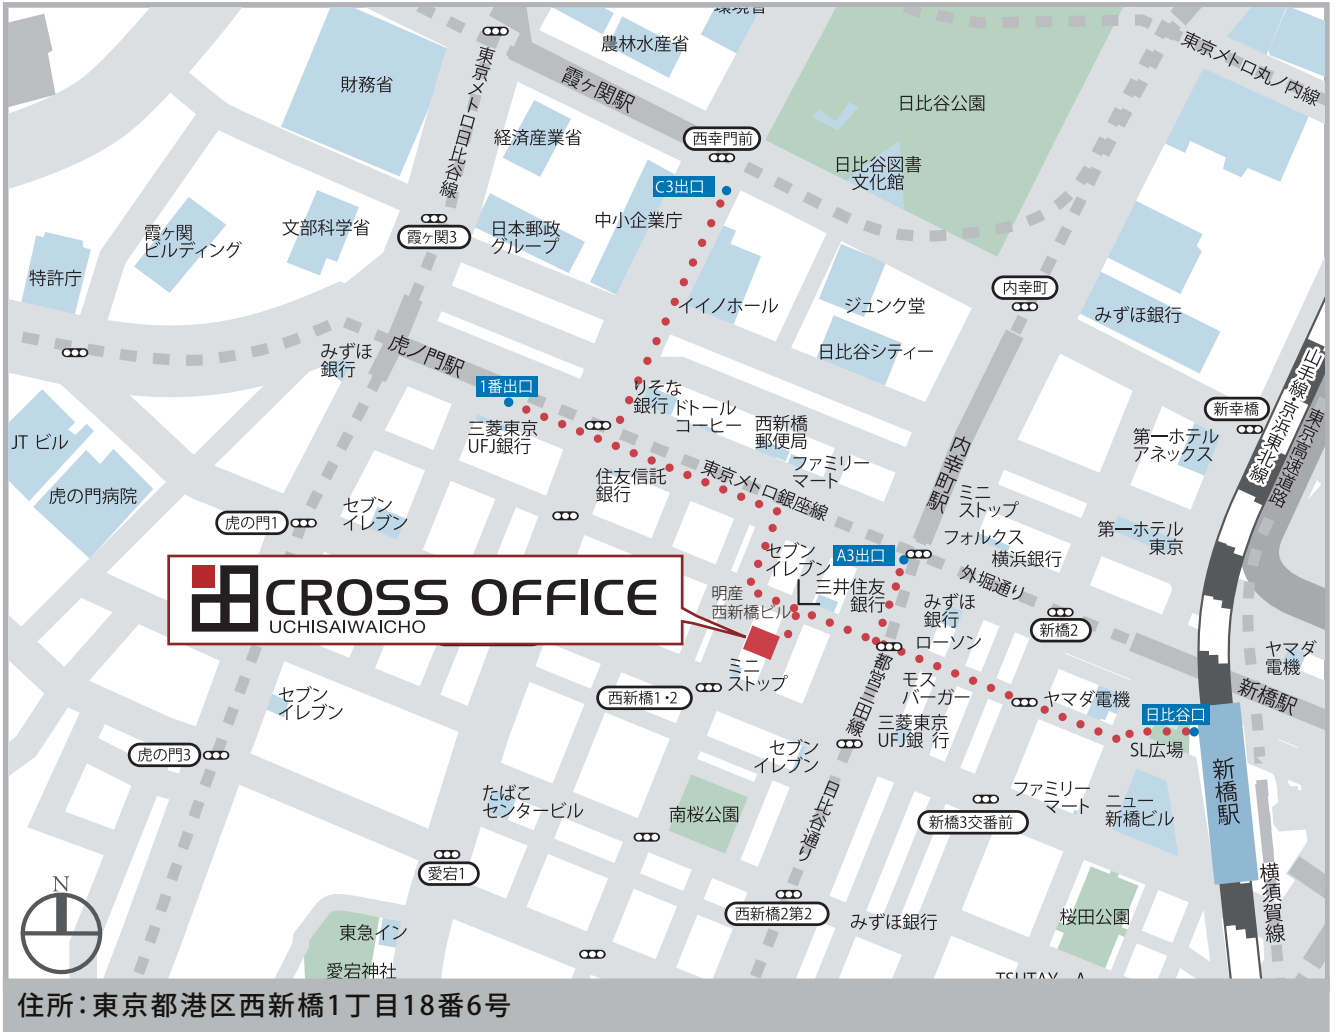 環境省
農林水産省
東京メトロ丸ノ内線
財務省
東京メトロ日比谷線
霞ヶ関駅
日比谷公園
経済産業省
西幸門前
日比谷図書
文化館
C3出口
中小企業庁
文部科学省
霞ヶ関3
日本郵政
グループ
霞ヶ関
ビルディング
特許庁
内幸町
イイノホール
ジュンク堂
みずほ銀行
日比谷シティー
みずほ
銀行
虎ノ門駅
1番出口
りそな
銀行
ドトール
コーヒー
西新橋
郵便局
山手線・京浜東北線
東京高速道路
新幸橋
第一ホテル
アネックス
三菱東京
UFJ銀行
JT ビル
住友信託
銀行
東京メトロ銀座線
ファミリー
マート
内幸町駅
虎の門病院
セブン
イレブン
虎の門1
ミニ
ストップ
フォルクス
横浜銀行
第一ホテル
東京
A3出口
セブン
イレブン
三井住友
銀行
外堀通り
CROSS OFFICE
UCHISAIWAICHO
明産
西新橋ビル
みずほ
銀行
新橋2
ローソン
ヤマダ
電機
新橋駅
ミニ
ストップ
都営三田線
モス
バーガー
ヤマダ電機
日比谷口
西新橋1・2
セブン
イレブン
三菱東京
UFJ銀 行
SL広場
虎の門3
セブン
イレブン
日比谷通り
新橋駅
たばこ
センタービル
南桜公園
ファミリー
マート
ニュー
新橋ビル
新橋3交番前
愛宕1
横須賀線
西新橋2第2
みずほ銀行
桜田公園
N
東急イン
愛宕神社
住所：東京都港区西新橋1丁目18番6号